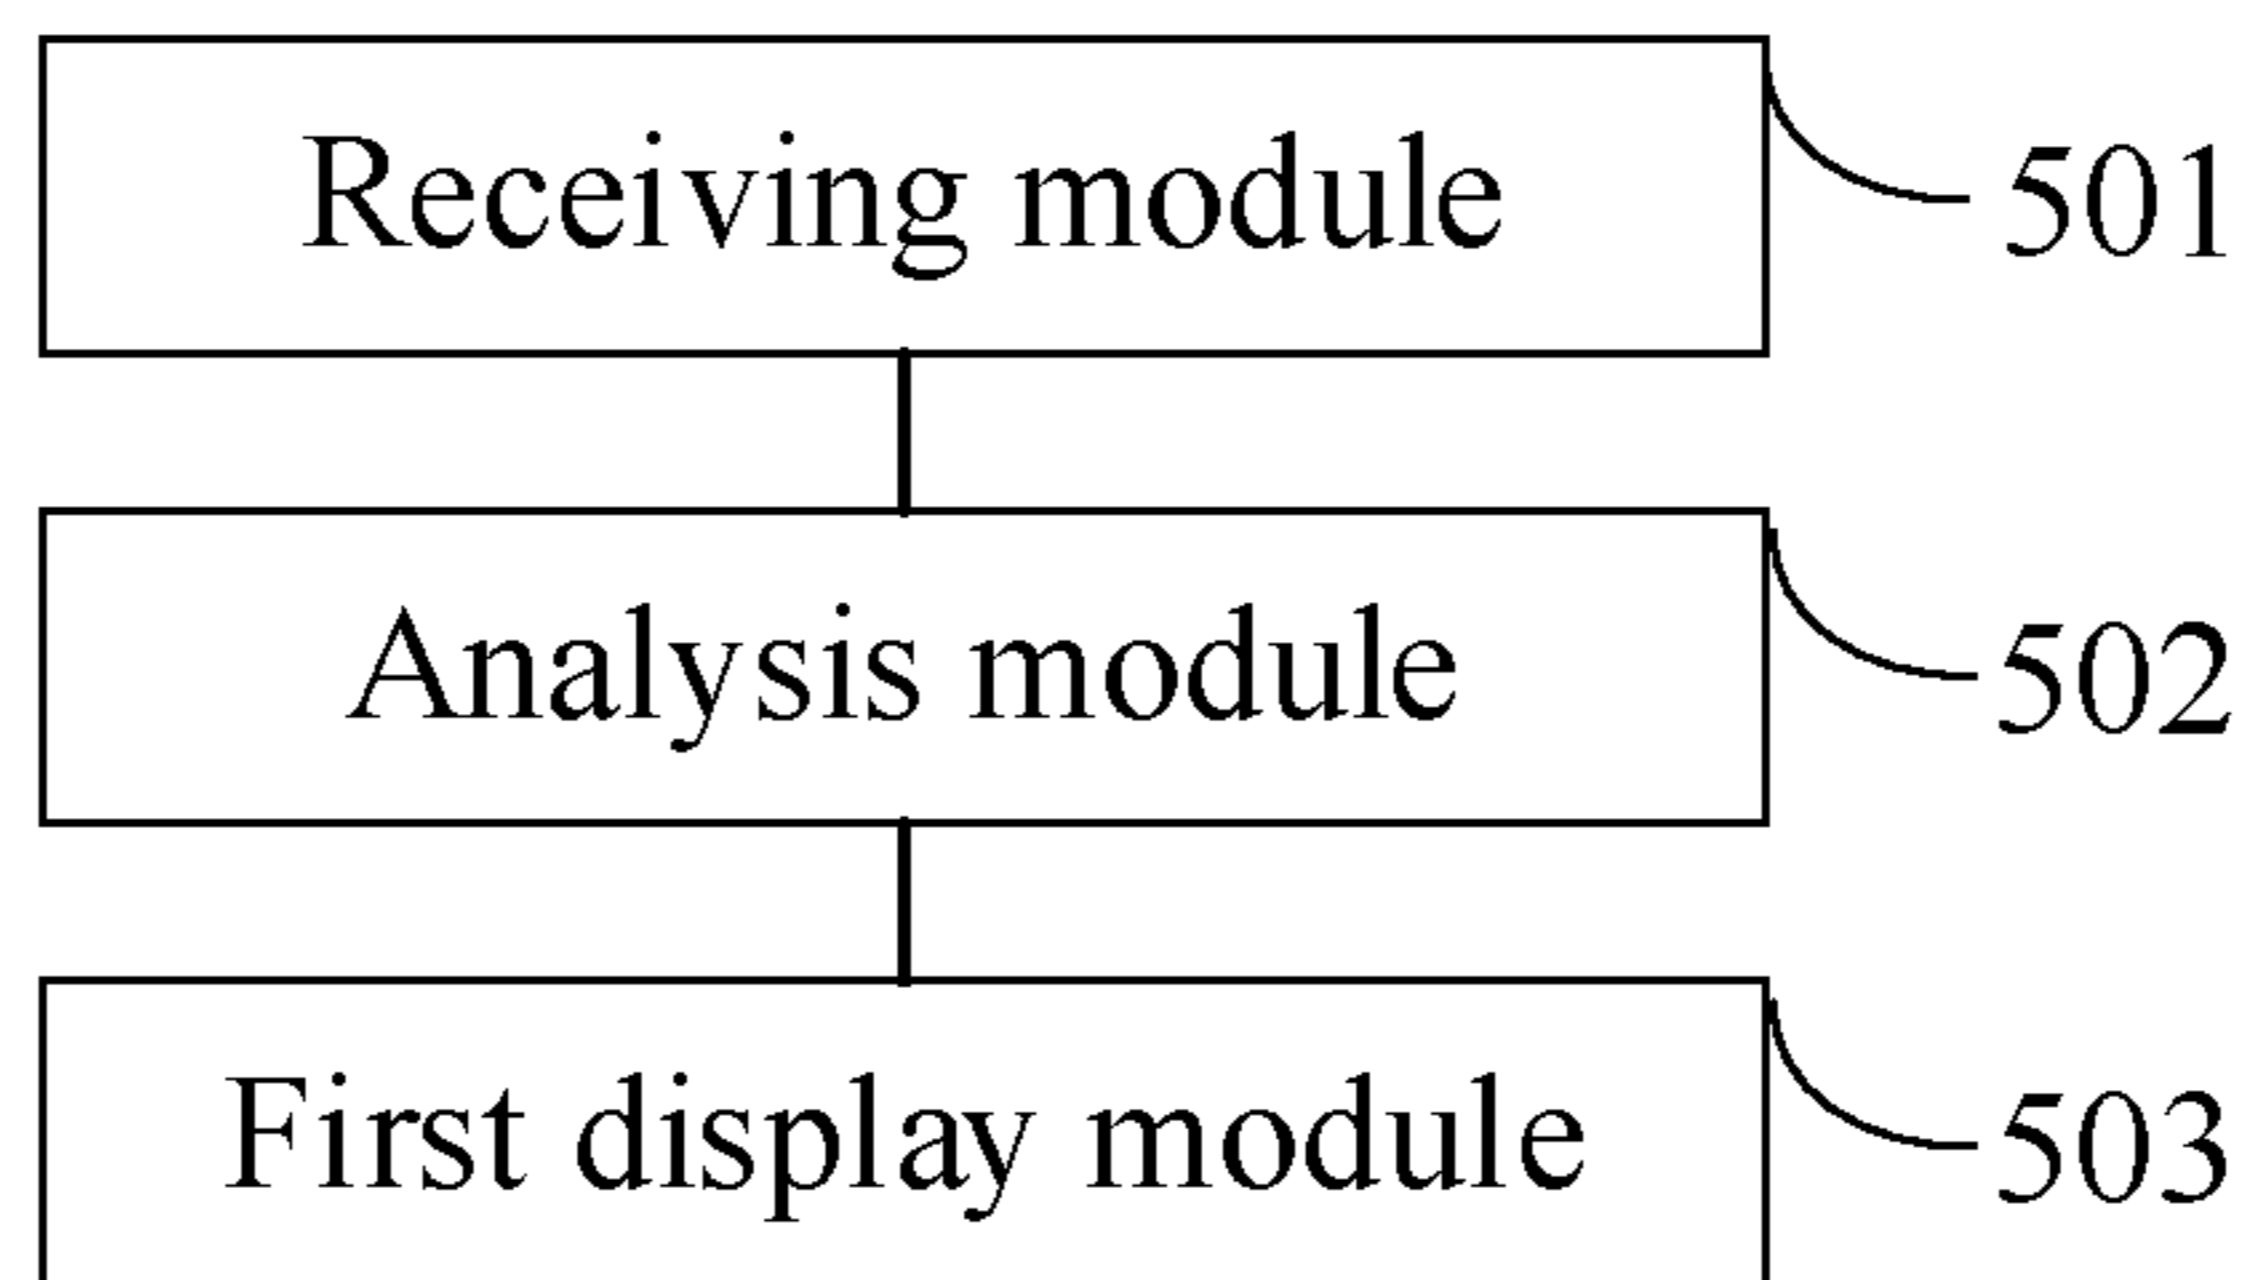 Receiving module
501
Analysis module
502
First display module
503